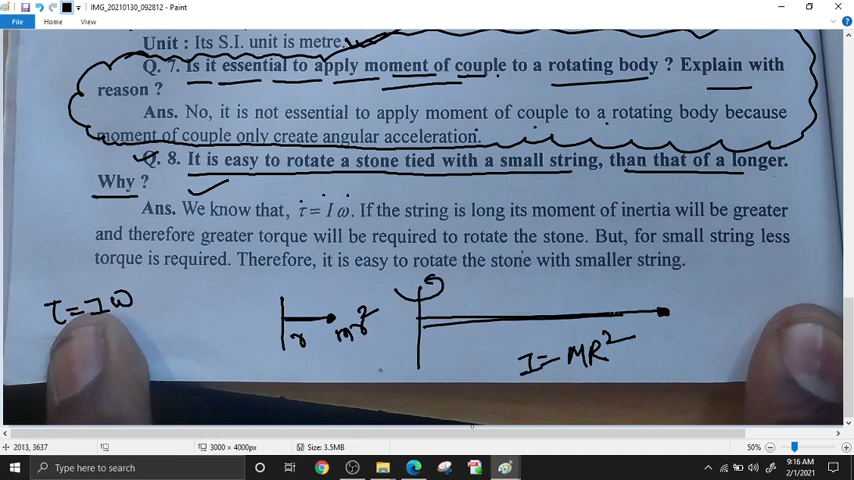 IMG_20210130_092812 - Paint
File Home View
Unit : Its S.I. unit is metre.
Q. 7. Is it essential to apply moment of couple to a rotating body ? Explain with
reason ?
Ans. No, it is not essential to apply moment of couple to a rotating body because
moment of couple only create angular acceleration.
Q. 8. It is easy to rotate a stone tied with a small string, than that of a longer.
Why ?
Ans. We know that, τ = I ω. If the string is long its moment of inertia will be greater
and therefore greater torque will be required to rotate the stone. But, for small string less
torque is required. Therefore, it is easy to rotate the stone with smaller string.
τ = I ω
r mr²
I = MR²
2013, 3637 3000 × 4000px Size: 3.5MB 50%
Type here to search
9:16 AM
2/1/2021